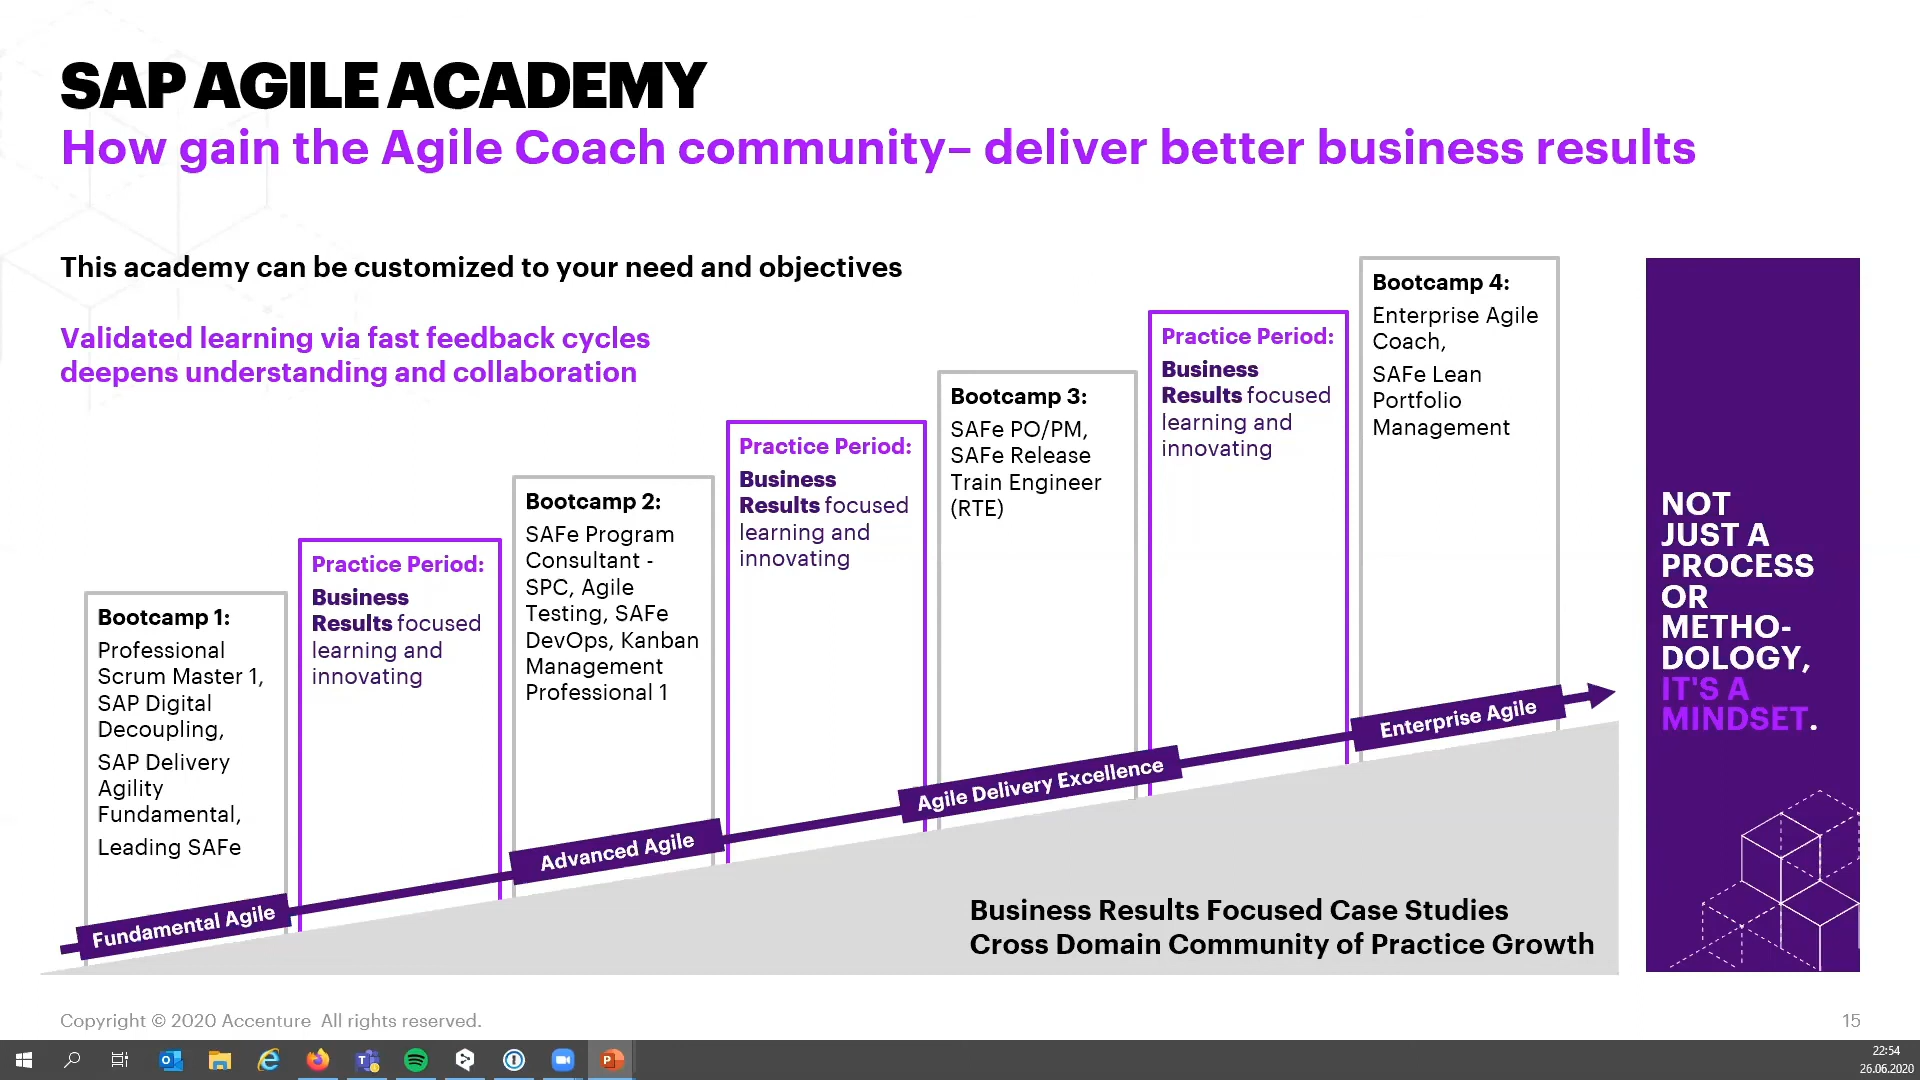 SAP AGILE ACADEMY
How gain the Agile Coach community– deliver better business results
This academy can be customized to your need and objectives
Validated learning via fast feedback cycles
deepens understanding and collaboration
Bootcamp 1:
Professional
Scrum Master 1,
SAP Digital
Decoupling,
SAP Delivery
Agility
Fundamental,
Leading SAFe
Fundamental Agile
Practice Period:
Business
Results focused
learning and
innovating
Bootcamp 2:
SAFe Program
Consultant -
SPC, Agile
Testing, SAFe
DevOps, Kanban
Management
Professional 1
Advanced Agile
Practice Period:
Business
Results focused
learning and
innovating
Bootcamp 3:
SAFe PO/PM,
SAFe Release
Train Engineer
(RTE)
Agile Delivery Excellence
Practice Period:
Business
Results focused
learning and
innovating
Bootcamp 4:
Enterprise Agile
Coach,
SAFe Lean
Portfolio
Management
Enterprise Agile
Business Results Focused Case Studies
Cross Domain Community of Practice Growth
NOT
JUST A
PROCESS
OR
METHO-
DOLOGY,
IT'S A
MINDSET.
Copyright © 2020 Accenture All rights reserved.
15
22:54
26.06.2020